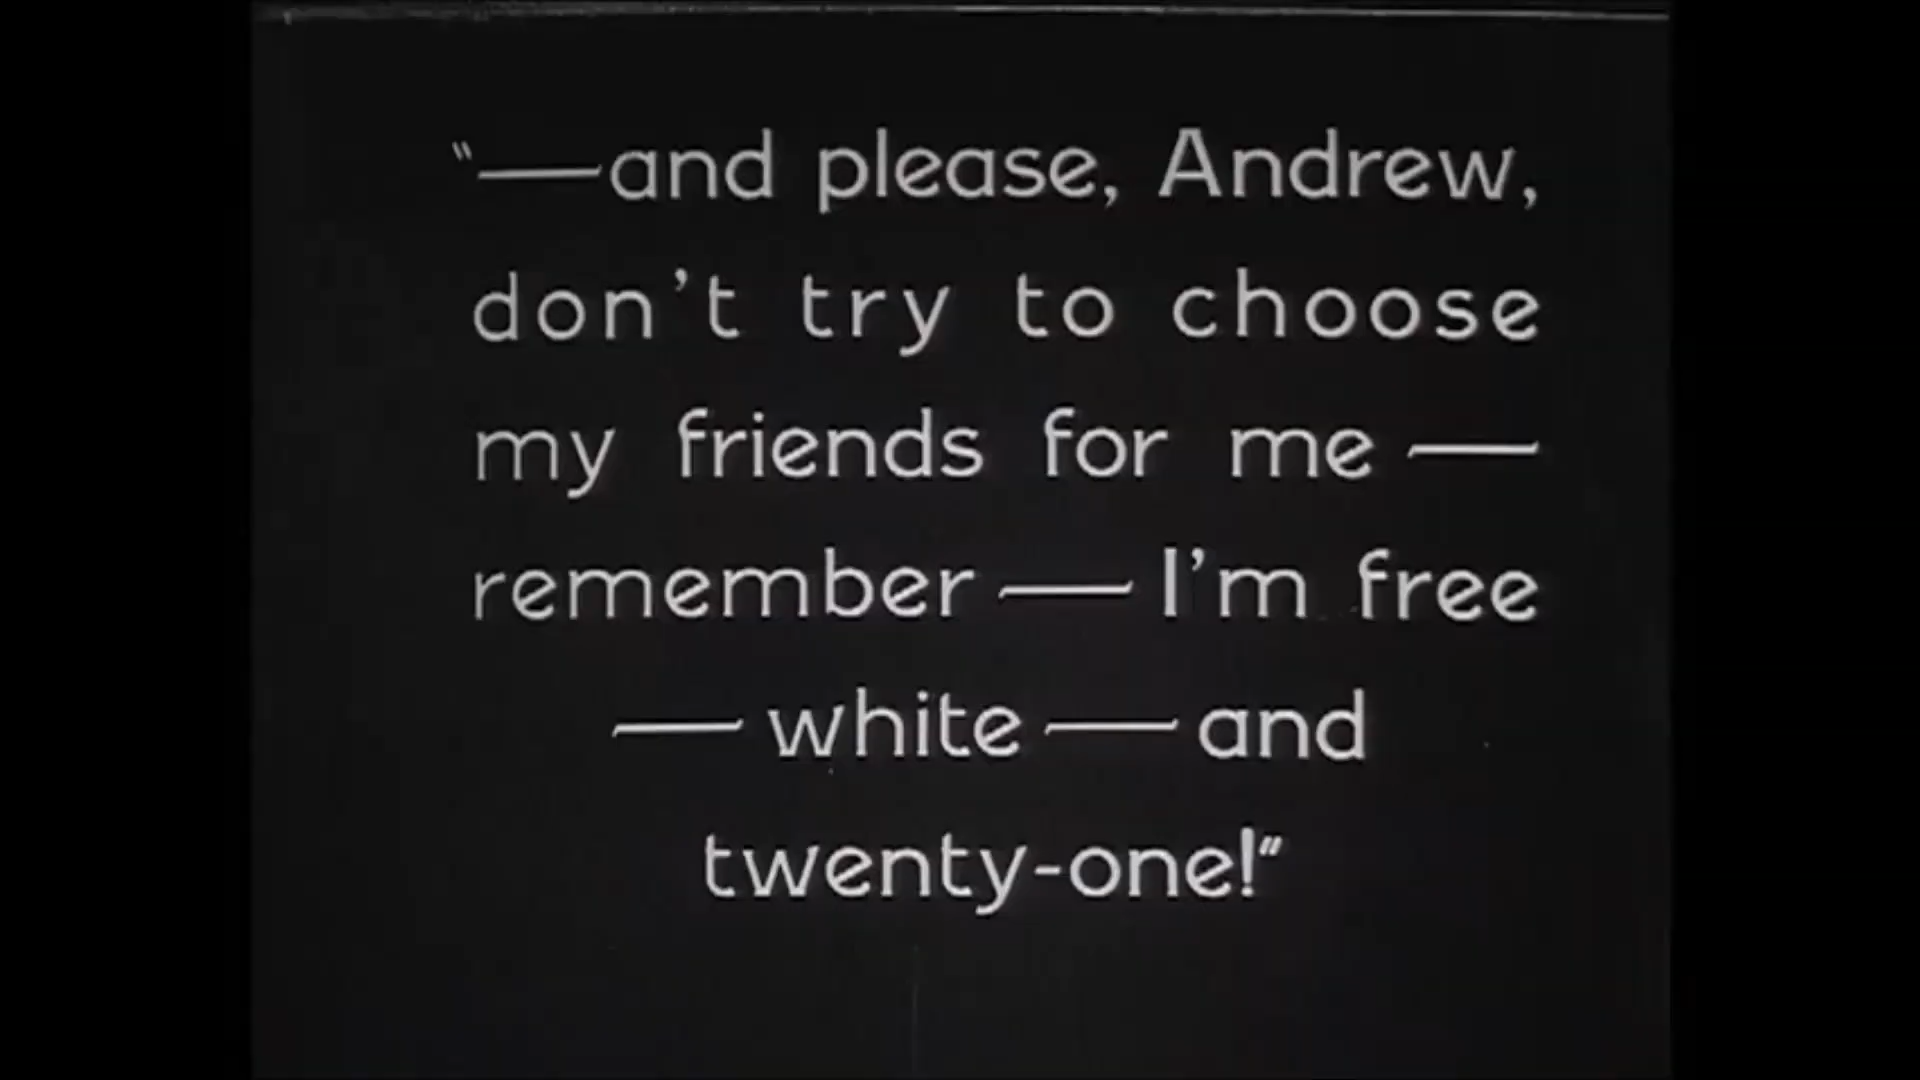 "—and please, Andrew,
don't try to choose
my friends for me —
remember — I'm free
— white — and
twenty-one!"